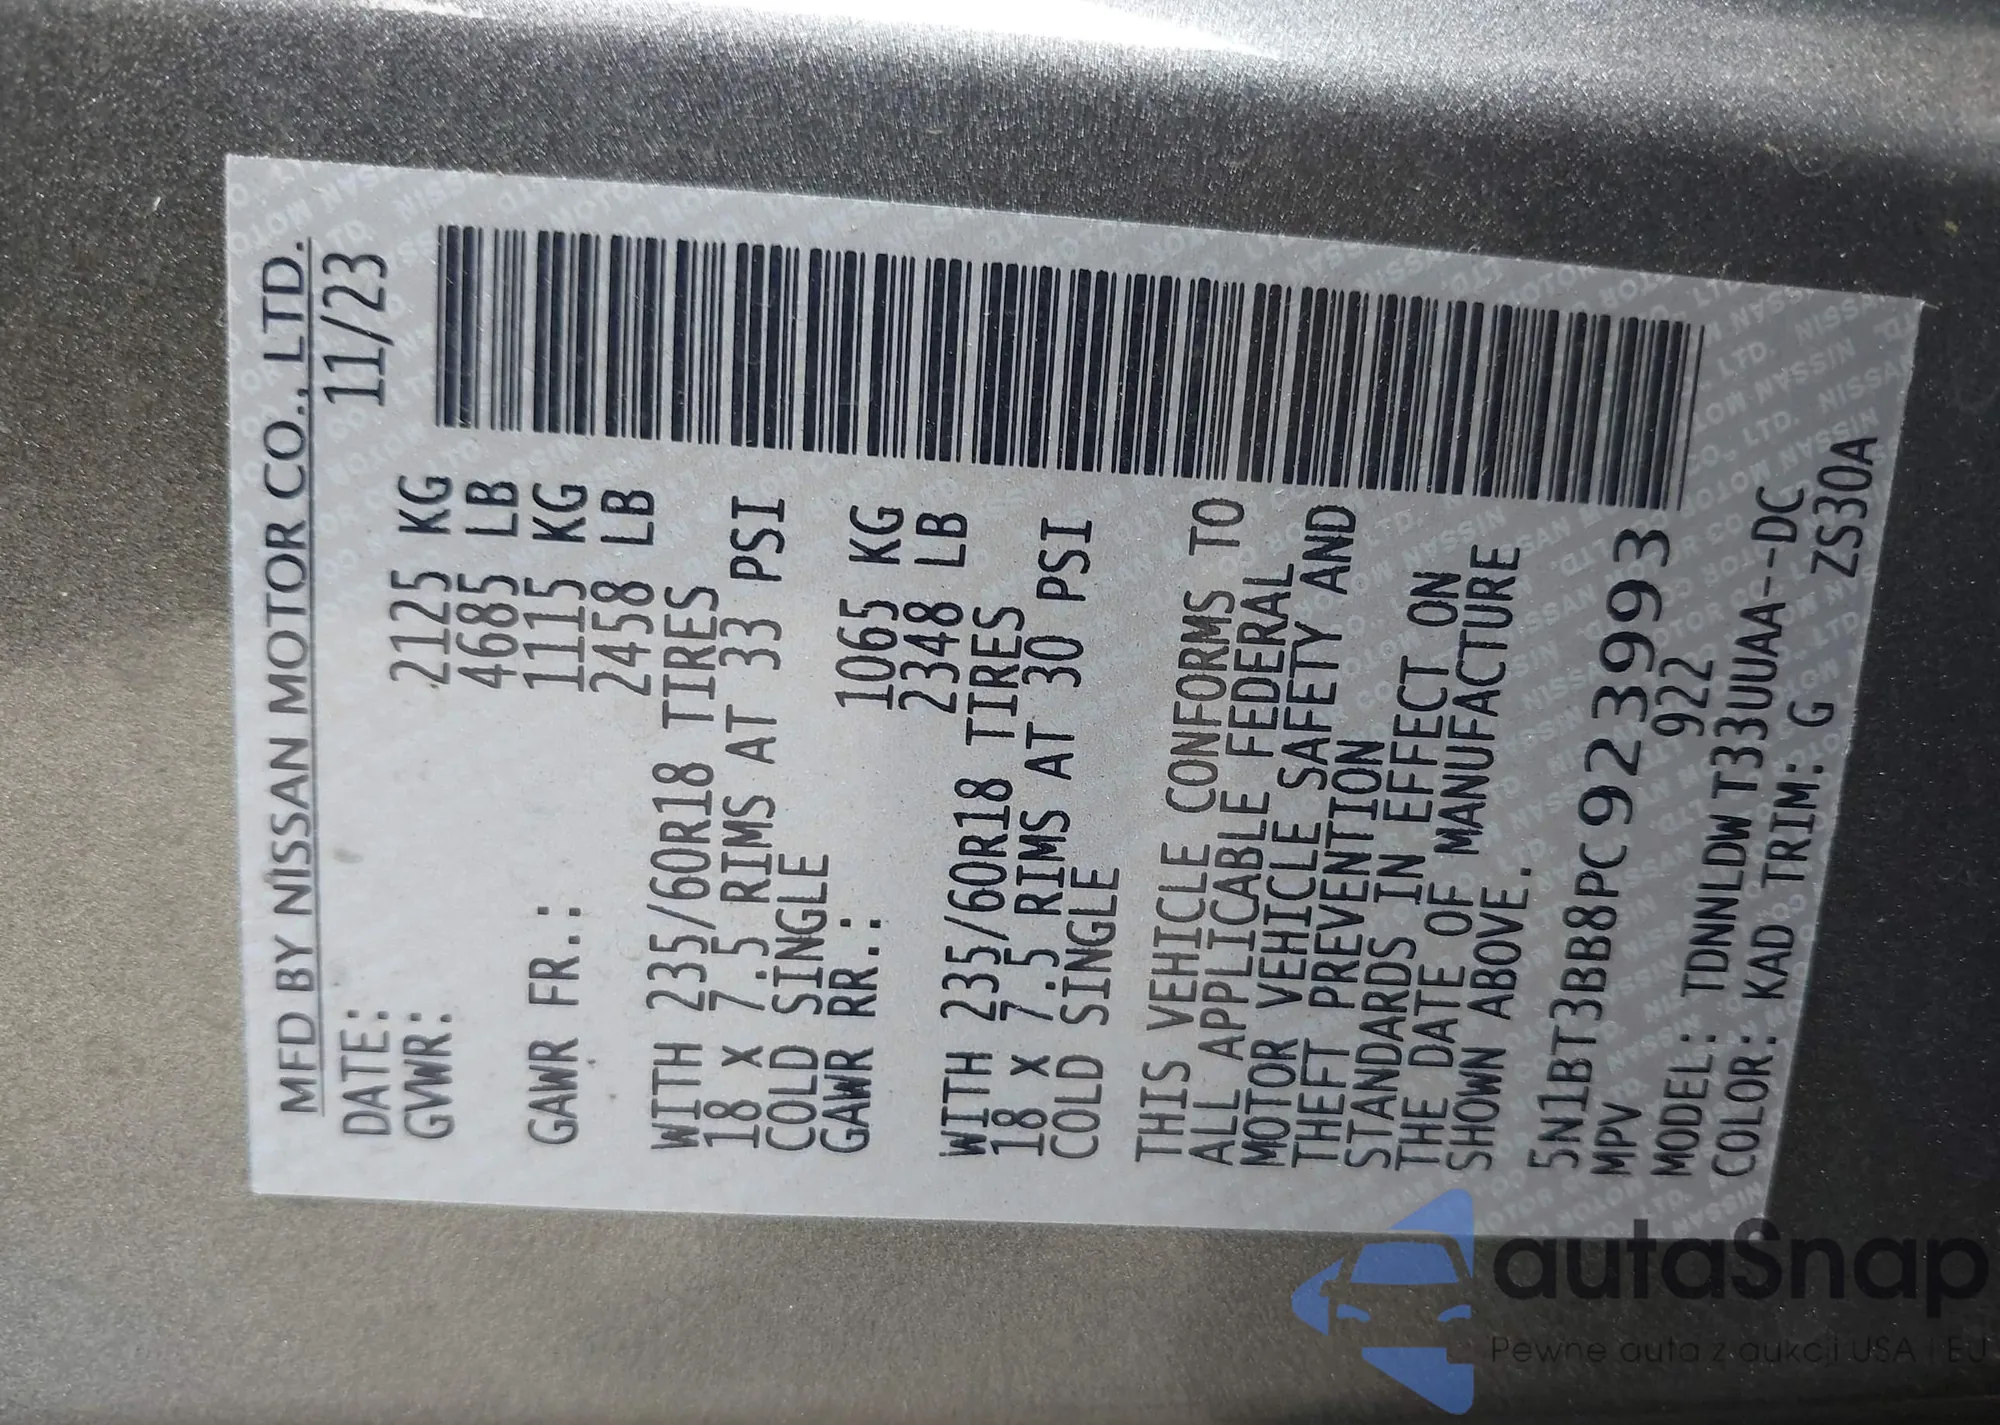 MFD BY NISSAN MOTOR CO., LTD.
DATE: 11/23
GVWR: 2125 KG
4685 LB
GAWR FR.: 1115 KG
2458 LB
WITH 235/60R18 TIRES
18 X 7.5 RIMS AT 33 PSI
COLD SINGLE
GAWR RR.: 1065 KG
2348 LB
WITH 235/60R18 TIRES
18 X 7.5 RIMS AT 30 PSI
COLD SINGLE
THIS VEHICLE CONFORMS TO
ALL APPLICABLE FEDERAL
MOTOR VEHICLE SAFETY AND
THEFT PREVENTION
STANDARDS IN EFFECT ON
THE DATE OF MANUFACTURE
SHOWN ABOVE.
5N1BT3BB8PC923993
MPV 922
MODEL: TDNNLDW T33UUAA--DC
COLOR: KAD TRIM: G ZS30A
autaSnap
Pewne auta z aukcji USA i EU